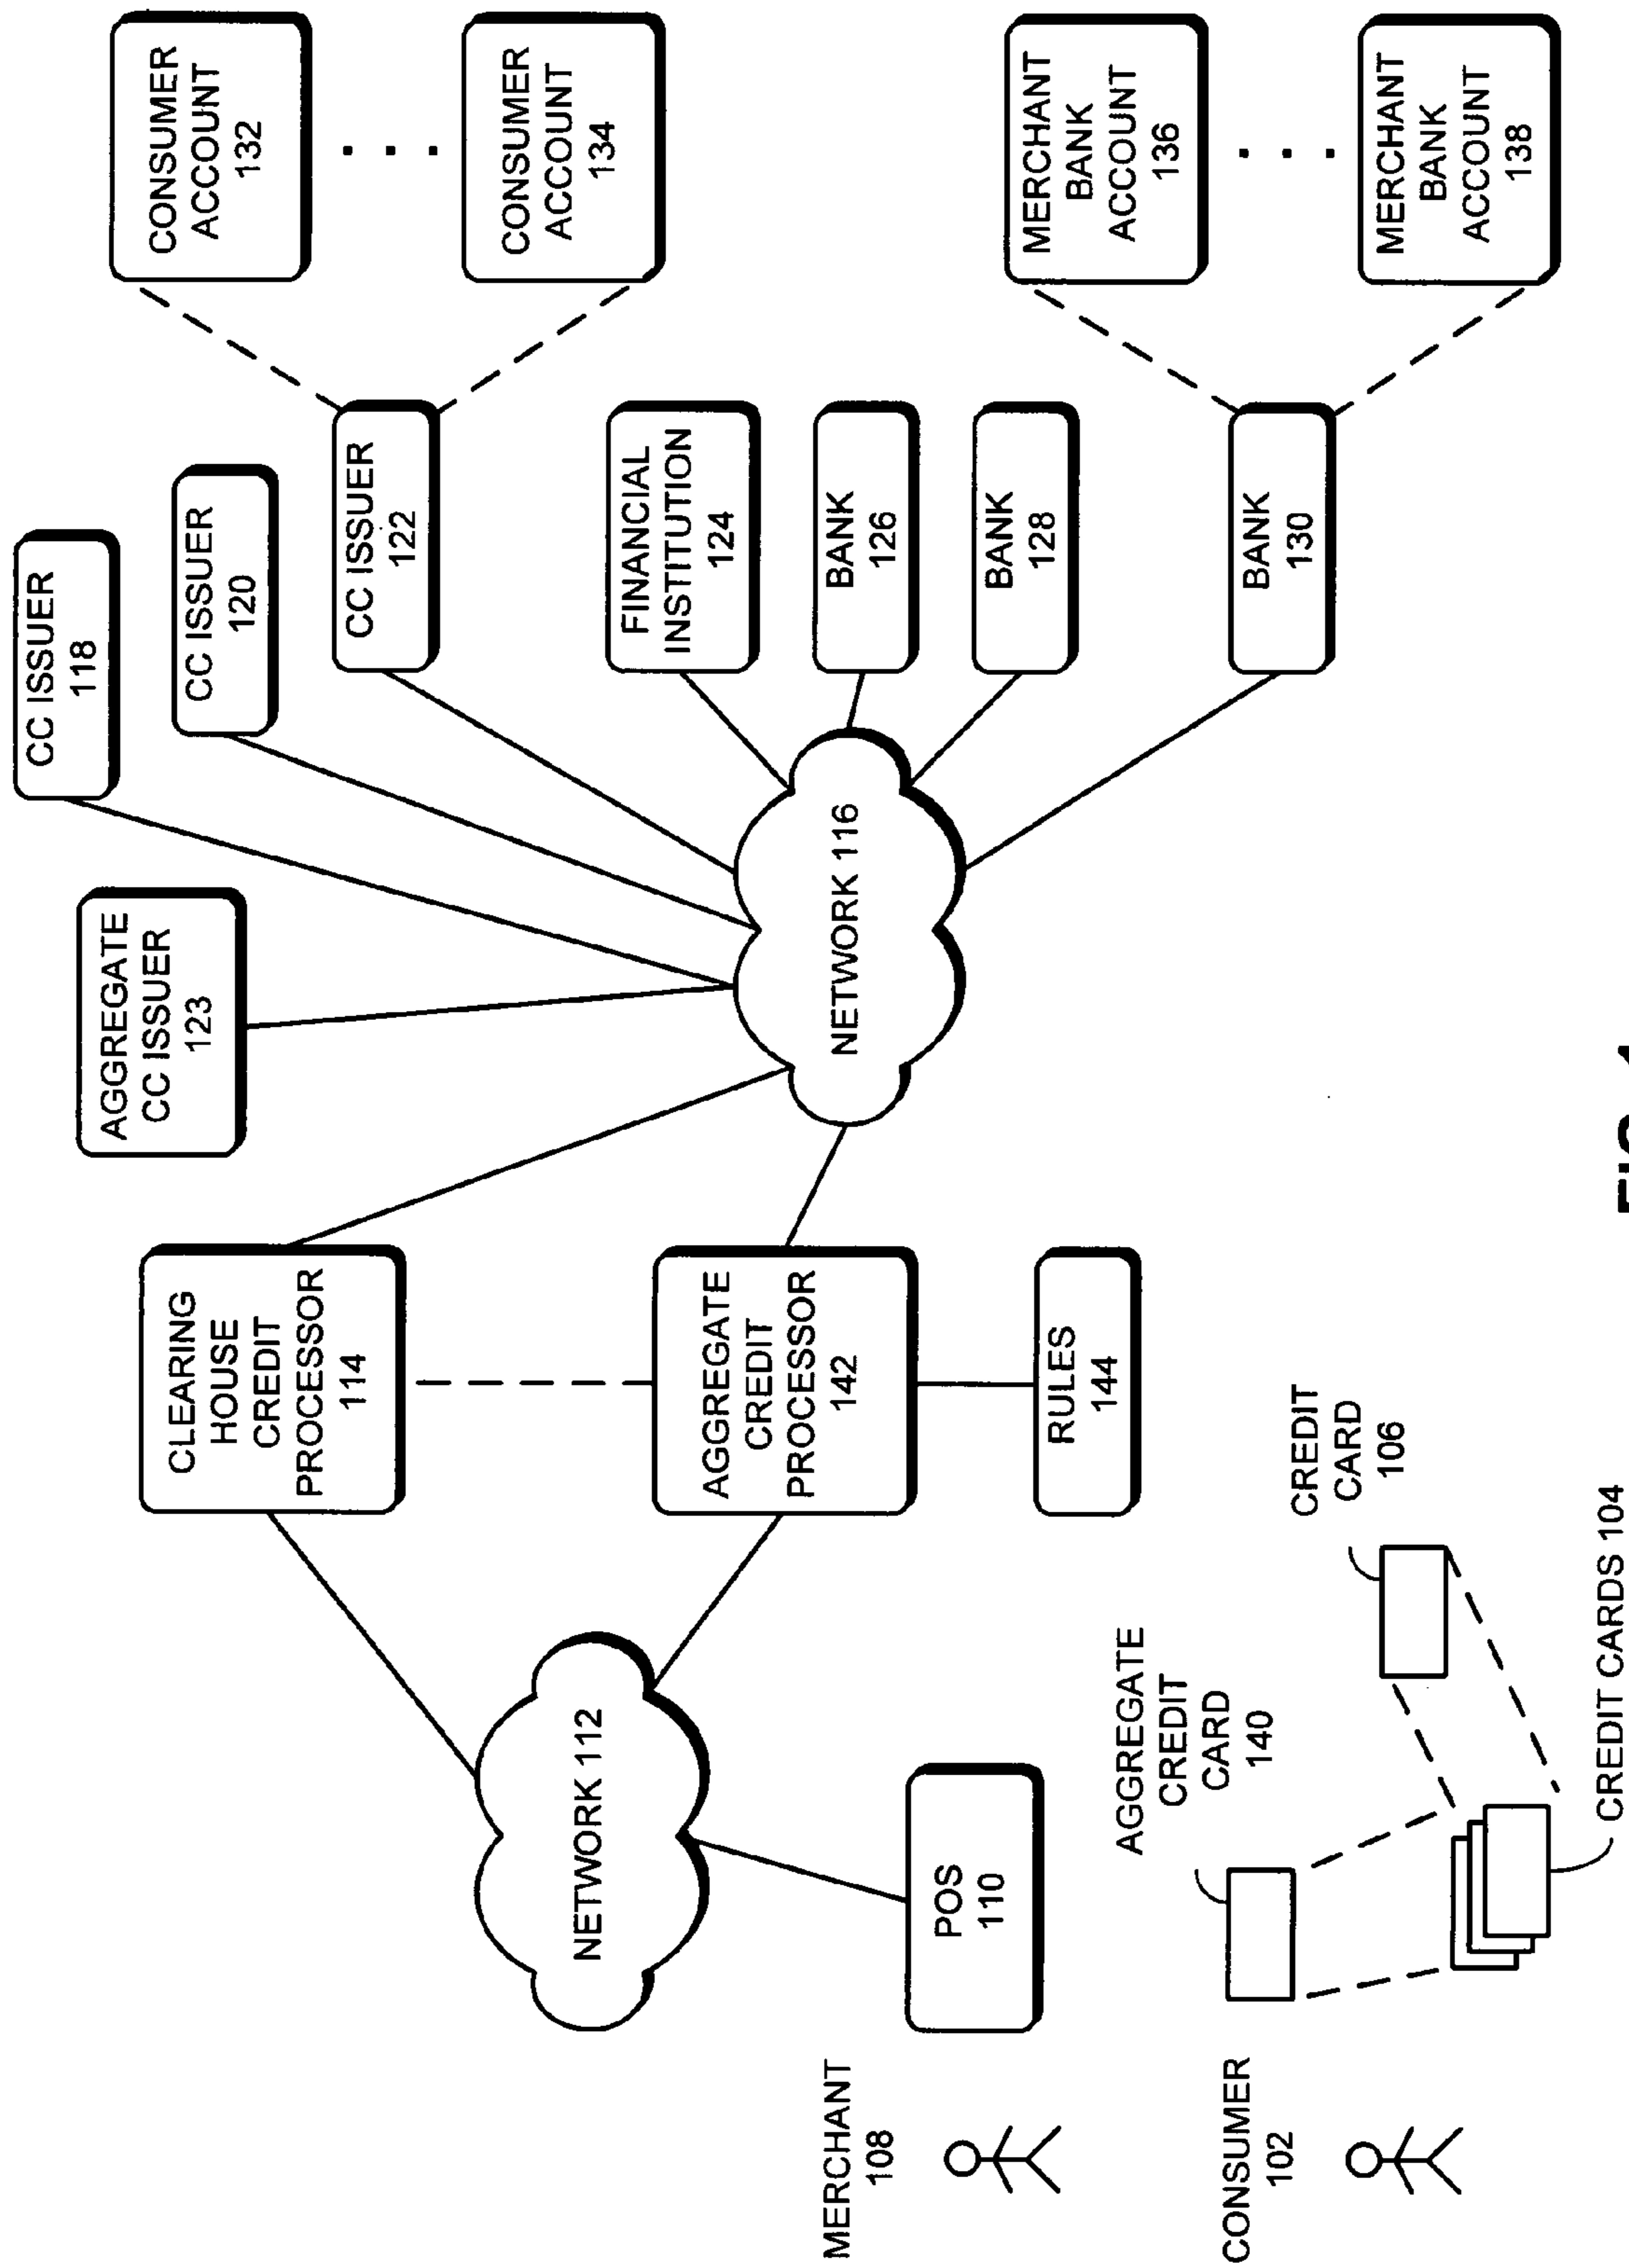 CC ISSUER
118
CC ISSUER
120
AGGREGATE
CC ISSUER
123
CC ISSUER
122
CONSUMER
ACCOUNT
132
CONSUMER
ACCOUNT
134
CLEARING
HOUSE
CREDIT
PROCESSOR
114
NETWORK 112
NETWORK 116
FINANCIAL
INSTITUTION
124
BANK
126
BANK
128
BANK
130
MERCHANT
BANK
ACCOUNT
136
MERCHANT
BANK
ACCOUNT
138
AGGREGATE
CREDIT
PROCESSOR
142
RULES
144
MERCHANT
108
POS
110
CONSUMER
102
AGGREGATE
CREDIT
CARD
140
CREDIT
CARD
106
CREDIT CARDS 104